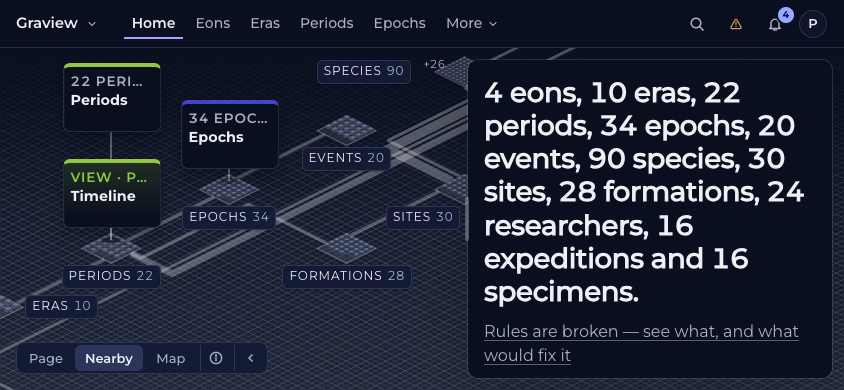 Graview
Home
Eons
Eras
Periods
Epochs
More
4
P
SPECIES 90
+26
22 PERI...
Periods
34 EPOC...
Epochs
EVENTS 20
VIEW · P...
Timeline
EPOCHS 34
SITES 30
PERIODS 22
FORMATIONS 28
ERAS 10
Page
Nearby
Map
4 eons, 10 eras, 22
periods, 34 epochs, 20
events, 90 species, 30
sites, 28 formations, 24
researchers, 16
expeditions and 16
specimens.
Rules are broken — see what, and what
would fix it